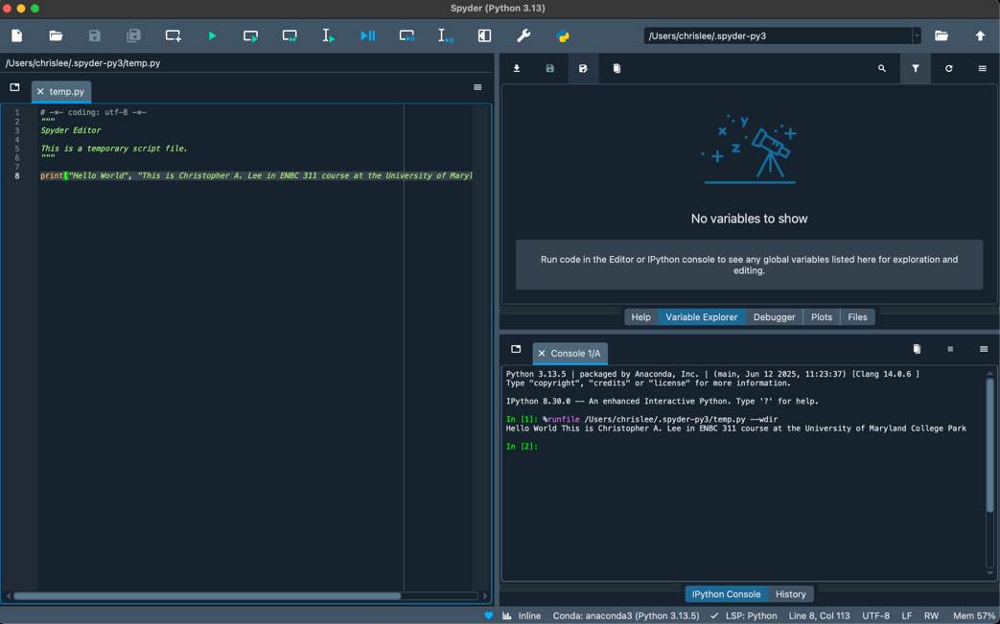 Spyder (Python 3.13)
/Users/chrislee/.spyder-py3
/Users/chrislee/.spyder-py3/temp.py
temp.py
1 # -*- coding: utf-8 -*-
2 """
3 Spyder Editor
4
5 This is a temporary script file.
6 """
7
8 print("Hello World", "This is Christopher A. Lee in ENBC 311 course at the University of Maryl
x y z
No variables to show
Run code in the Editor or IPython console to see any global variables listed here for exploration and
editing.
Help Variable Explorer Debugger Plots Files
Console 1/A
Python 3.13.5 | packaged by Anaconda, Inc. | (main, Jun 12 2025, 11:23:37) [Clang 14.0.6 ]
Type "copyright", "credits" or "license" for more information.
IPython 8.30.0 -- An enhanced Interactive Python. Type '?' for help.
In [1]: %runfile /Users/chrislee/.spyder-py3/temp.py --wdir
Hello World This is Christopher A. Lee in ENBC 311 course at the University of Maryland College Park
In [2]:
IPython Console History
Inline Conda: anaconda3 (Python 3.13.5) ✓ LSP: Python Line 8, Col 113 UTF-8 LF RW Mem 57%